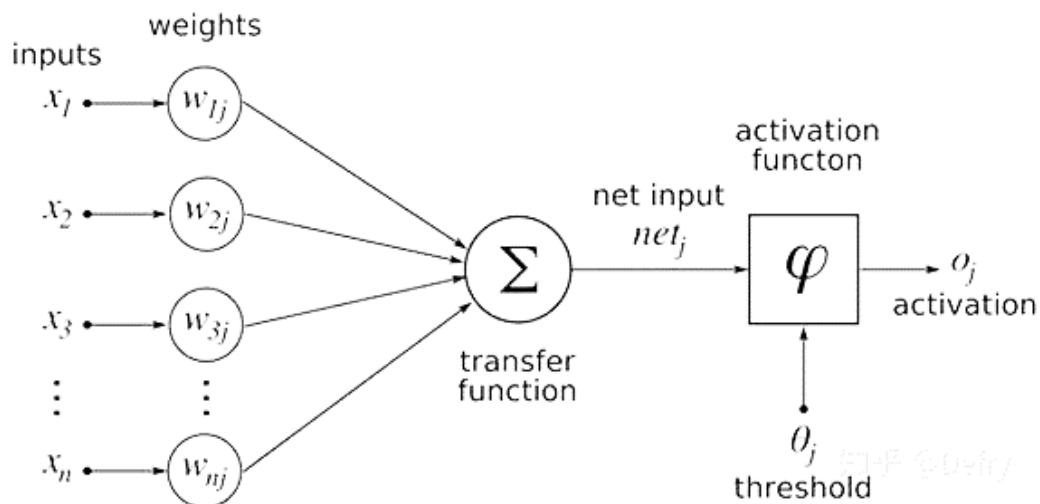 weights
inputs
x₁
w₁ⱼ
activation
functon
x₂
w₂ⱼ
net input
netⱼ
Σ
φ
oⱼ
activation
x₃
w₃ⱼ
transfer
function
xₙ
wₙⱼ
θⱼ
threshold
知乎 @Defry